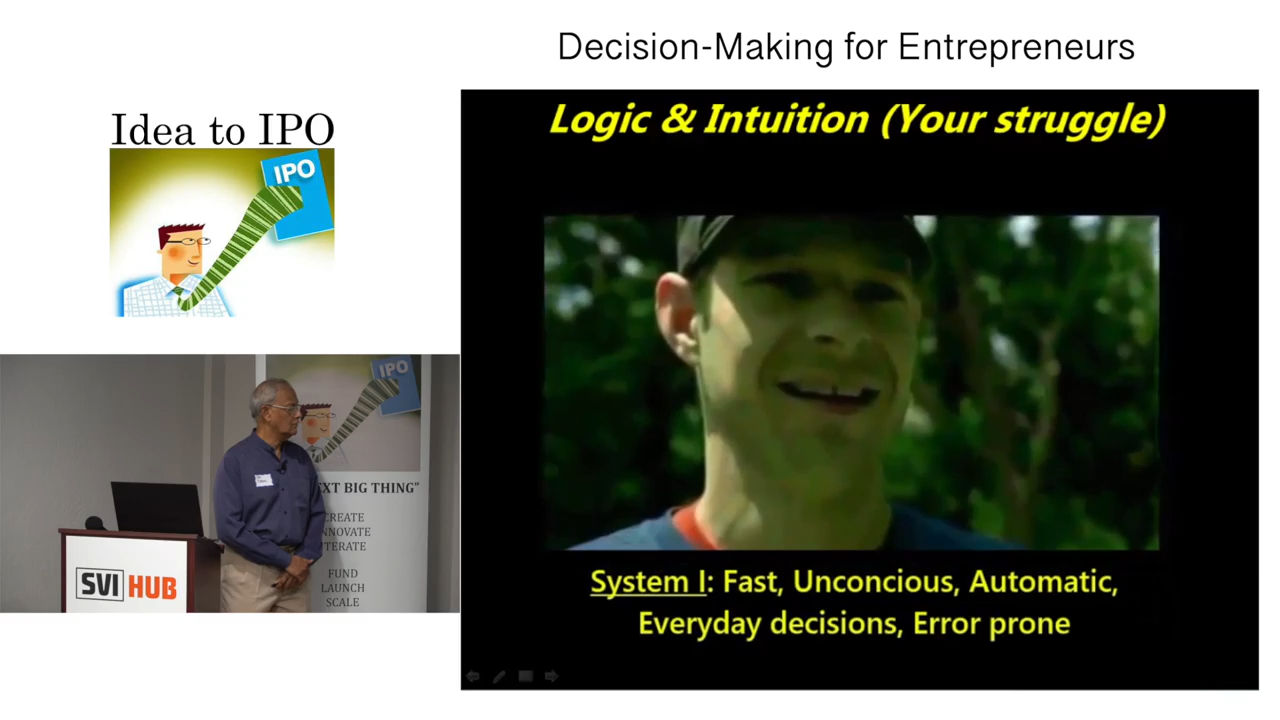 Decision-Making for Entrepreneurs
Idea to IPO
IPO
Logic & Intuition (Your struggle)
System I: Fast, Unconcious, Automatic,
Everyday decisions, Error prone
IPO
EXT BIG THING”
CREATE
NNOVATE
TERATE
FUND
LAUNCH
SCALE
SVI HUB